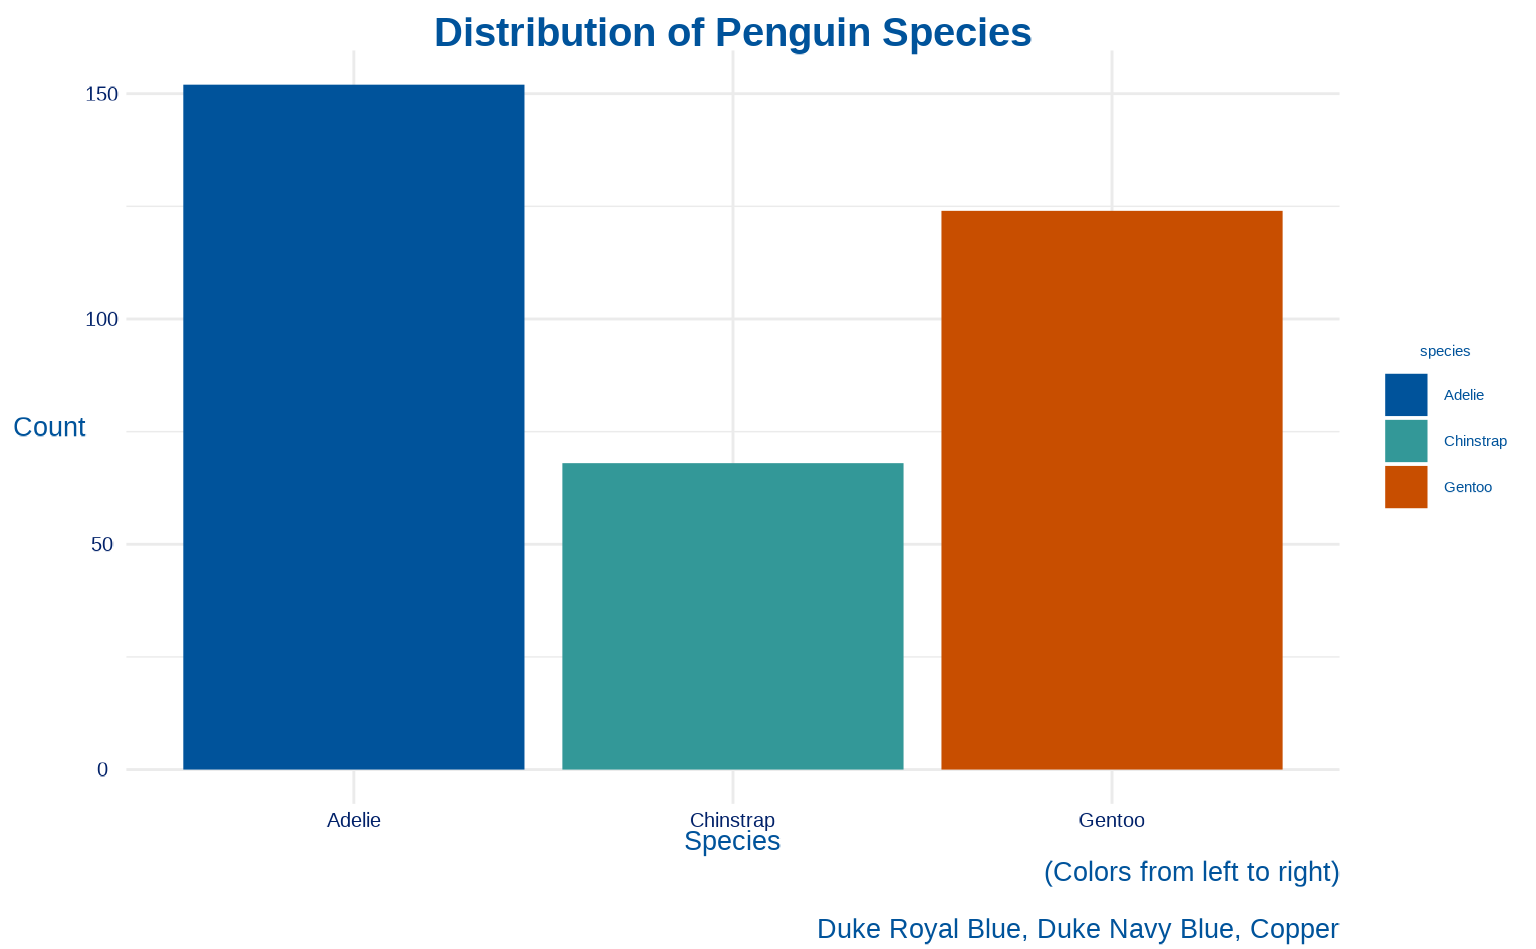 Distribution of Penguin Species
150
100
50
0
Count
Adelie
Chinstrap
Gentoo
Species
species
Adelie
Chinstrap
Gentoo
(Colors from left to right)
Duke Royal Blue, Duke Navy Blue, Copper